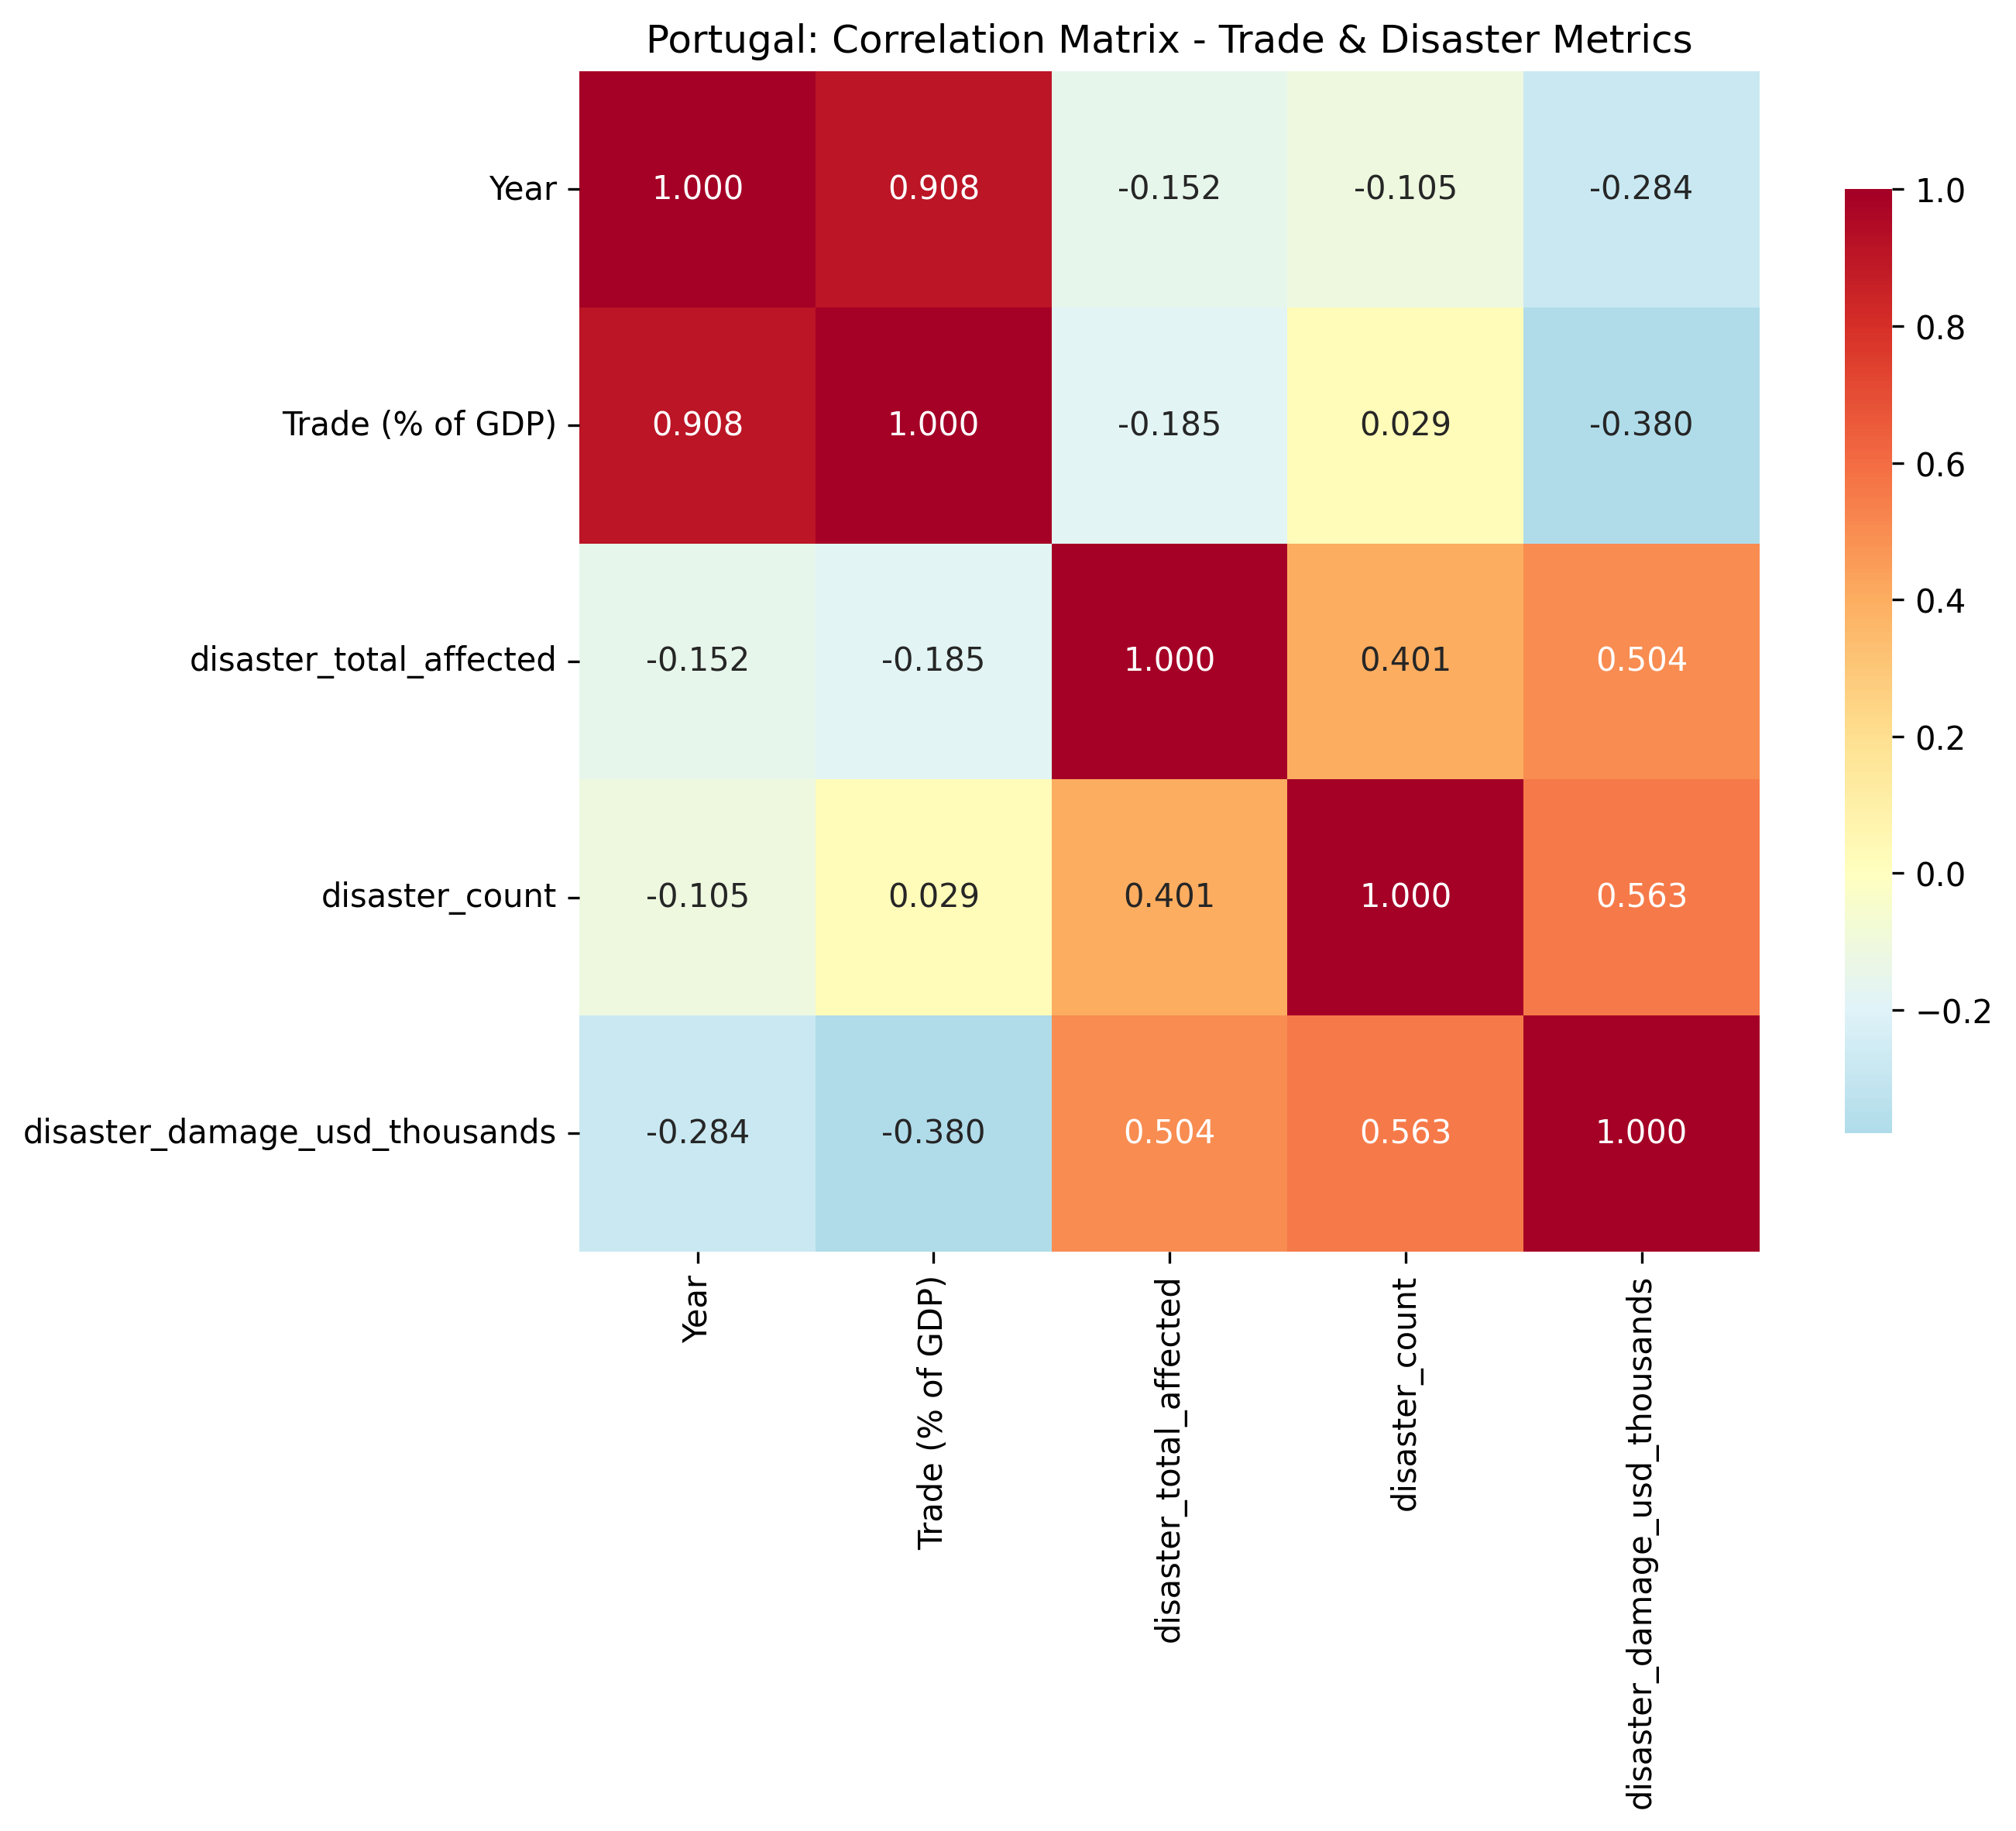 Portugal: Correlation Matrix - Trade & Disaster Metrics
Year 1.000 0.908 -0.152 -0.105 -0.284
Trade (% of GDP) 0.908 1.000 -0.185 0.029 -0.380
disaster_total_affected -0.152 -0.185 1.000 0.401 0.504
disaster_count -0.105 0.029 0.401 1.000 0.563
disaster_damage_usd_thousands -0.284 -0.380 0.504 0.563 1.000
Year
Trade (% of GDP)
disaster_total_affected
disaster_count
disaster_damage_usd_thousands
1.0
0.8
0.6
0.4
0.2
0.0
−0.2